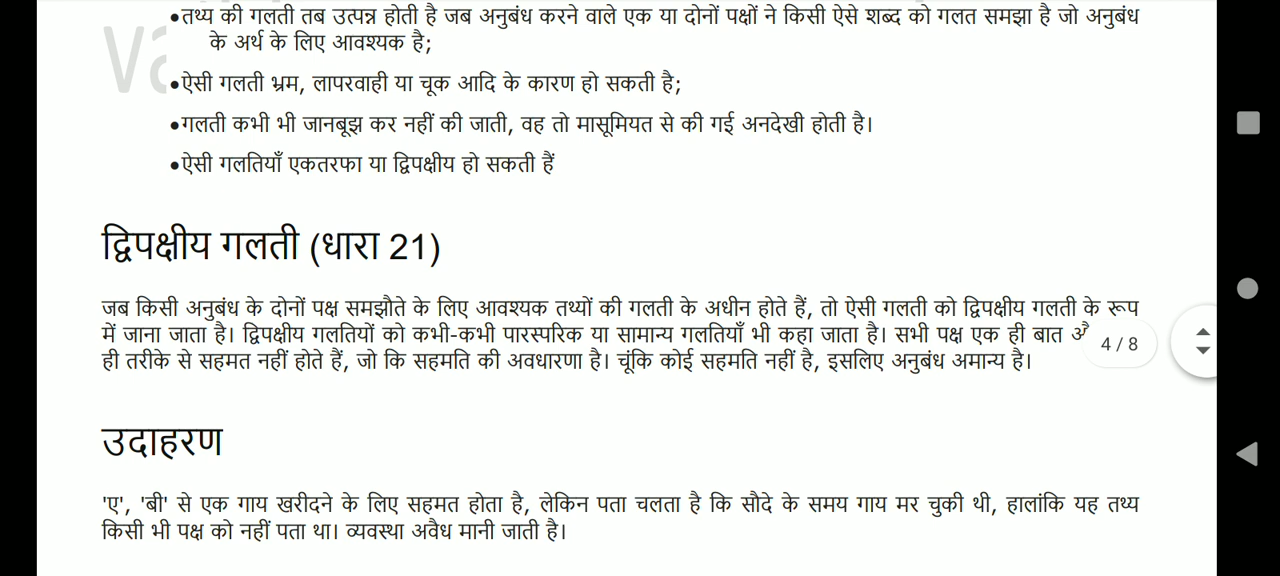 •तथ्य की गलती तब उत्पन्न होती है जब अनुबंध करने वाले एक या दोनों पक्षों ने किसी ऐसे शब्द को गलत समझा है जो अनुबंध
के अर्थ के लिए आवश्यक है;
•ऐसी गलती भ्रम, लापरवाही या चूक आदि के कारण हो सकती है;
•गलती कभी भी जानबूझ कर नहीं की जाती, वह तो मासूमियत से की गई अनदेखी होती है।
•ऐसी गलतियाँ एकतरफा या द्विपक्षीय हो सकती हैं
द्विपक्षीय गलती (धारा 21)
जब किसी अनुबंध के दोनों पक्ष समझौते के लिए आवश्यक तथ्यों की गलती के अधीन होते हैं, तो ऐसी गलती को द्विपक्षीय गलती के रूप
में जाना जाता है। द्विपक्षीय गलतियों को कभी-कभी पारस्परिक या सामान्य गलतियाँ भी कहा जाता है। सभी पक्ष एक ही बात
4 / 8
ही तरीके से सहमत नहीं होते हैं, जो कि सहमति की अवधारणा है। चूंकि कोई सहमति नहीं है, इसलिए अनुबंध अमान्य है।
उदाहरण
'ए', 'बी' से एक गाय खरीदने के लिए सहमत होता है, लेकिन पता चलता है कि सौदे के समय गाय मर चुकी थी, हालांकि यह तथ्य
किसी भी पक्ष को नहीं पता था। व्यवस्था अवैध मानी जाती है।